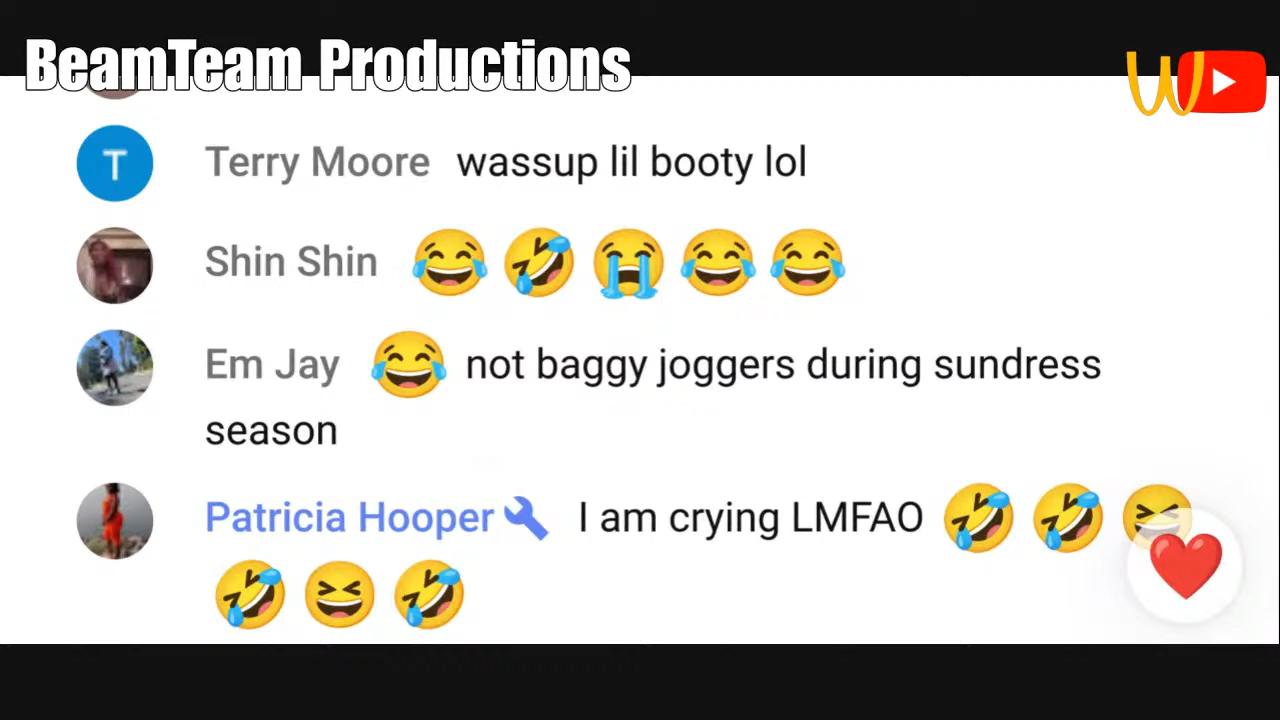 BeamTeam Productions
W
T
Terry Moore wassup lil booty lol
Shin Shin 😂🤣😭😂😂
Em Jay 😂 not baggy joggers during sundress
season
Patricia Hooper🔧 I am crying LMFAO 🤣🤣😆
🤣😆🤣